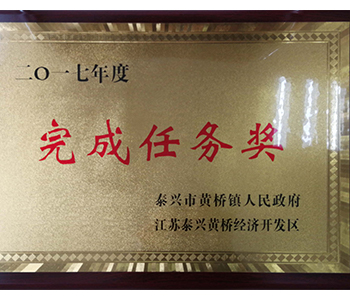 二〇一七年度
完成任务奖
泰兴市黄桥镇人民政府
江苏泰兴黄桥经济开发区